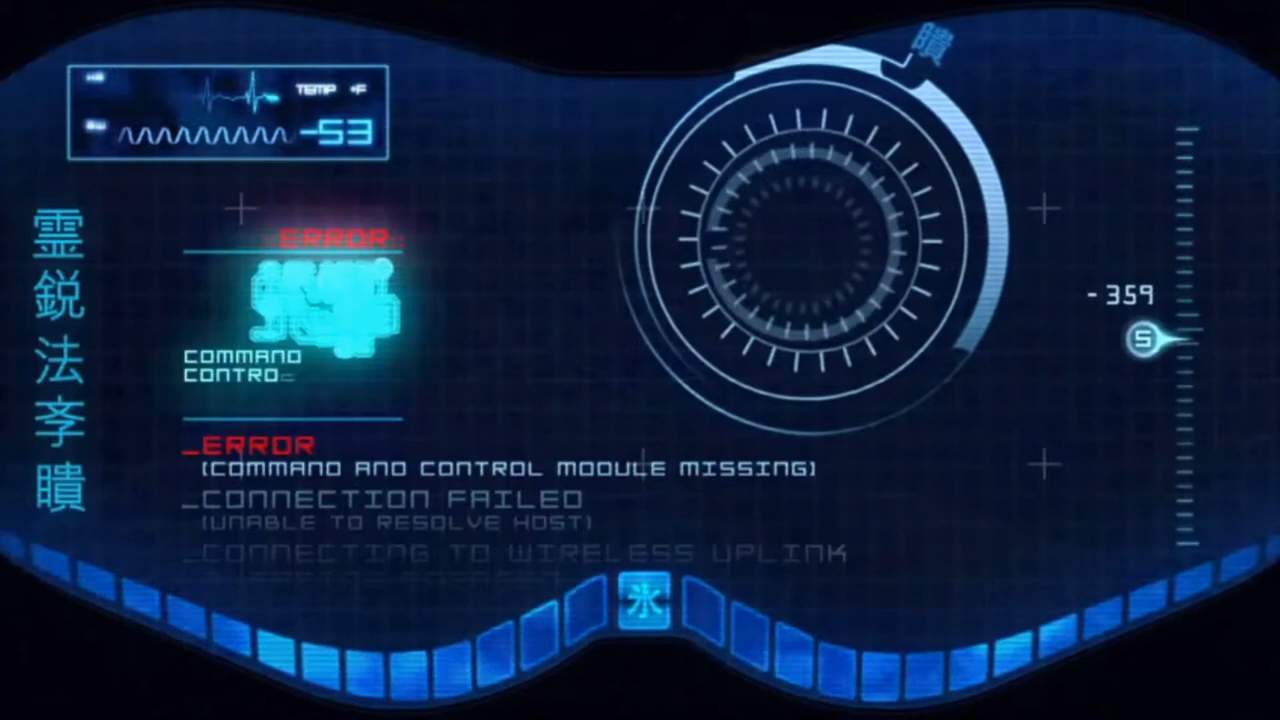 TEMP °F
-53
霊鋭法孝瞶
ERROR
COMMAND
CONTRO
_ERROR
(COMMAND AND CONTROL MODULE MISSING)
_CONNECTION FAILED
(UNABLE TO RESOLVE HOST)
_CONNECTING TO WIRELESS UPLINK
瞶
-359
S
氷